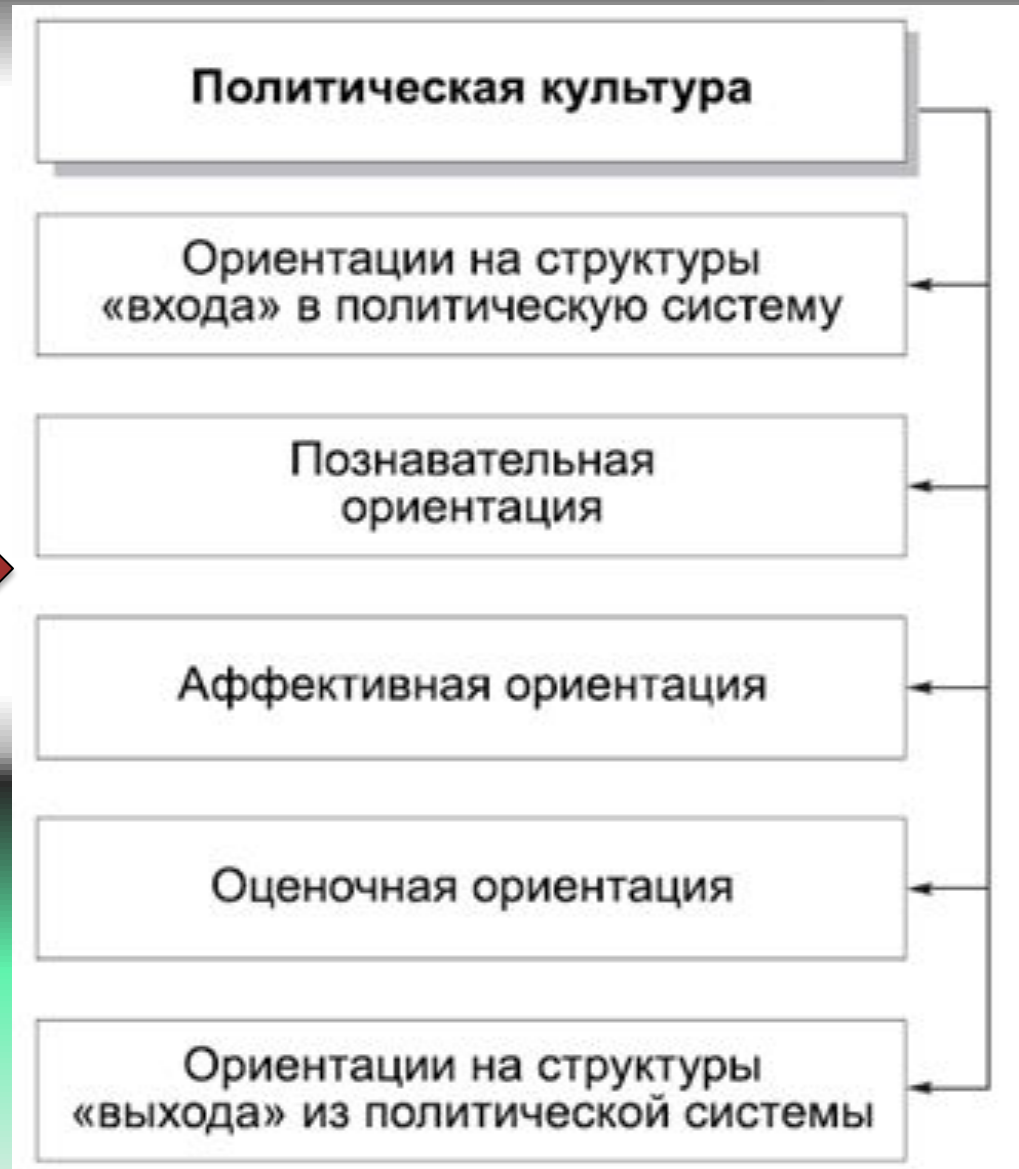 Политическая культура
Ориентации на структуры
«входа» в политическую систему
Познавательная
ориентация
Аффективная ориентация
Оценочная ориентация
Ориентации на структуры
«выхода» из политической системы